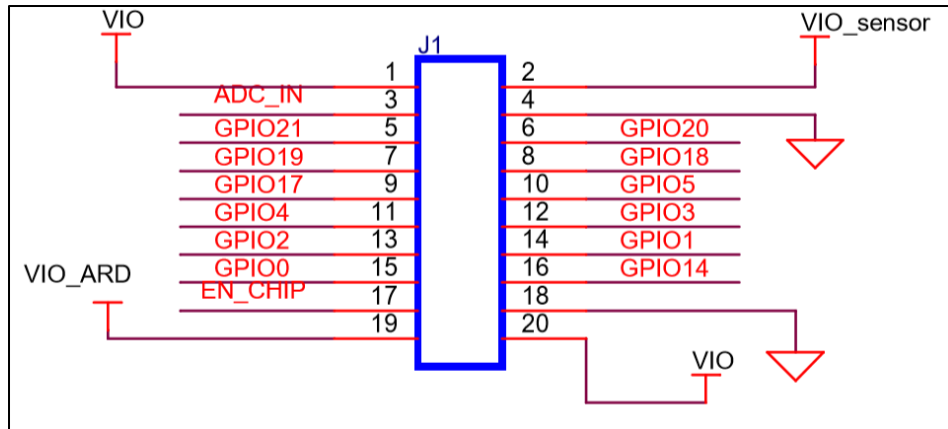 VIO
VIO_sensor
J1
1 2
ADC_IN 3 4
GPIO21 5 6 GPIO20
GPIO19 7 8 GPIO18
GPIO17 9 10 GPIO5
GPIO4 11 12 GPIO3
GPIO2 13 14 GPIO1
GPIO0 15 16 GPIO14
VIO_ARD
EN_CHIP 17 18
19 20
VIO